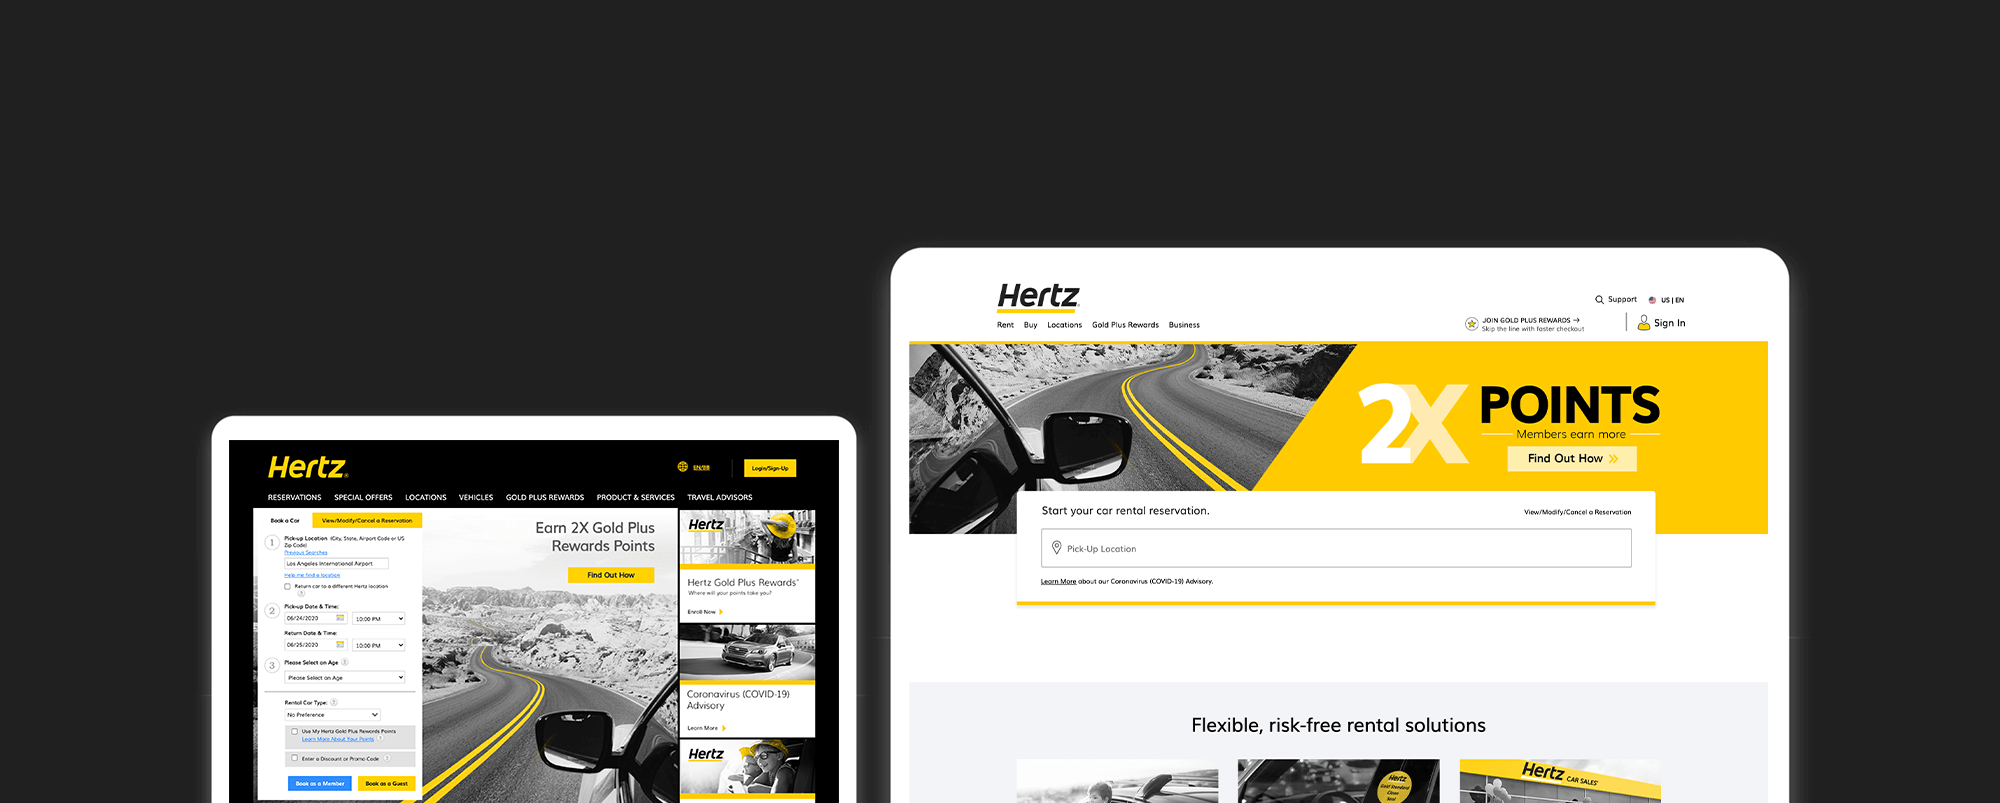 Hertz
EN/GB
Login/Sign-Up
RESERVATIONS SPECIAL OFFERS LOCATIONS VEHICLES GOLD PLUS REWARDS PRODUCT & SERVICES TRAVEL ADVISORS
Book a Car
View/Modify/Cancel a Reservation
1
Pick-up Location (City, State, Airport Code or US
Zip Code)
Previous Searches
Los Angeles International Airport
Help me find a location
Return car to a different Hertz location
?
2
Pick-up Date & Time:
06/24/2020
10:00 PM
Return Date & Time:
06/25/2020
10:00 PM
3
Please Select an Age ?
Please Select an Age
Rental Car Type: ?
No Preference
Use My Hertz Gold Plus Rewards Points
Learn More About Your Points ?
Enter a Discount or Promo Code ?
Book as a Member
Book as a Guest
Earn 2X Gold Plus
Rewards Points
Find Out How
Hertz
Hertz Gold Plus Rewards
Where will your points take you?
Enroll Now
Coronavirus (COVID-19)
Advisory
Learn More
Hertz
Hertz
Support
US | EN
Rent Buy Locations Gold Plus Rewards Business
JOIN GOLD PLUS REWARDS →
Skip the line with faster checkout
Sign In
2X POINTS
Members earn more
Find Out How »
Start your car rental reservation.
View/Modify/Cancel a Reservation
Pick-Up Location
Learn More about our Coronavirus (COVID-19) Advisory.
Flexible, risk-free rental solutions
Hertz
Gold Standard
Clean
Seal
Hertz CAR SALES